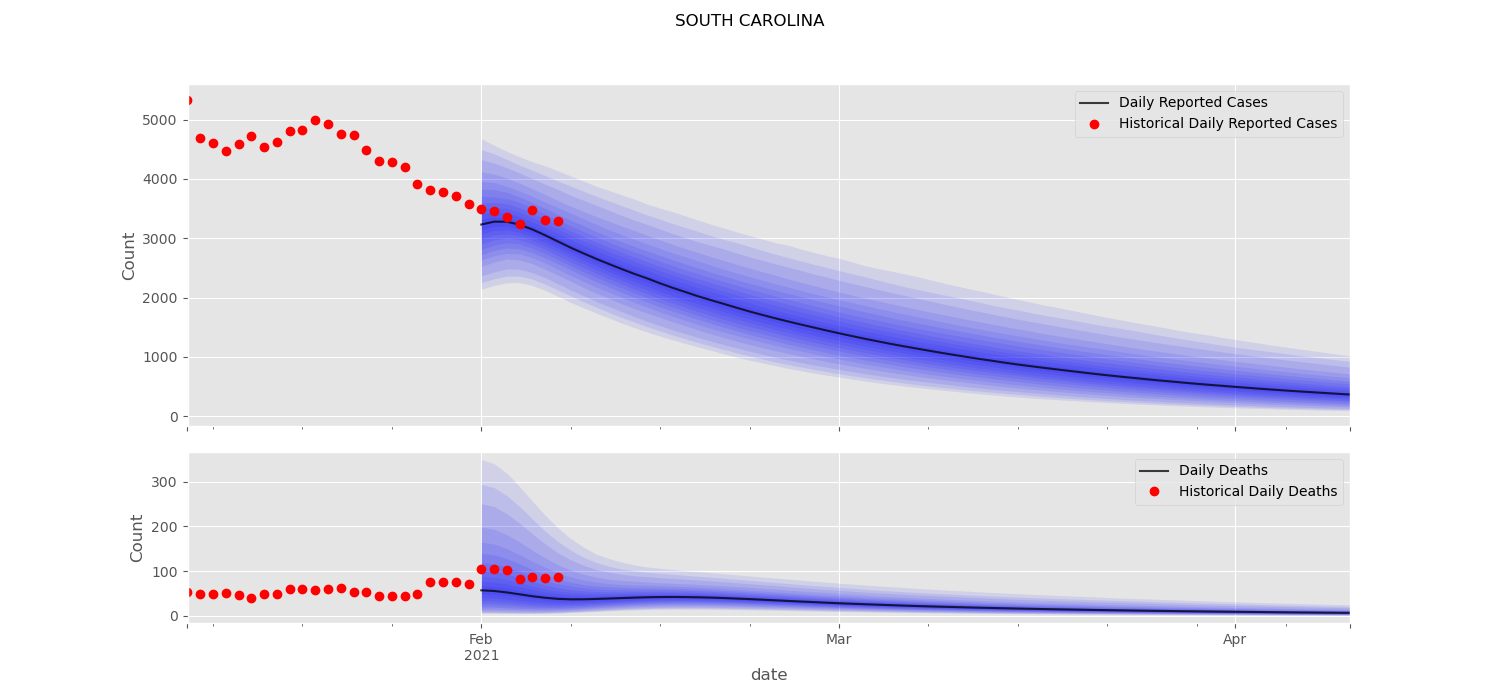 SOUTH CAROLINA
Daily Reported Cases
Historical Daily Reported Cases
5000
4000
3000
2000
1000
0
Count
Daily Deaths
Historical Daily Deaths
300
200
100
0
Count
Feb
2021
Mar
Apr
date